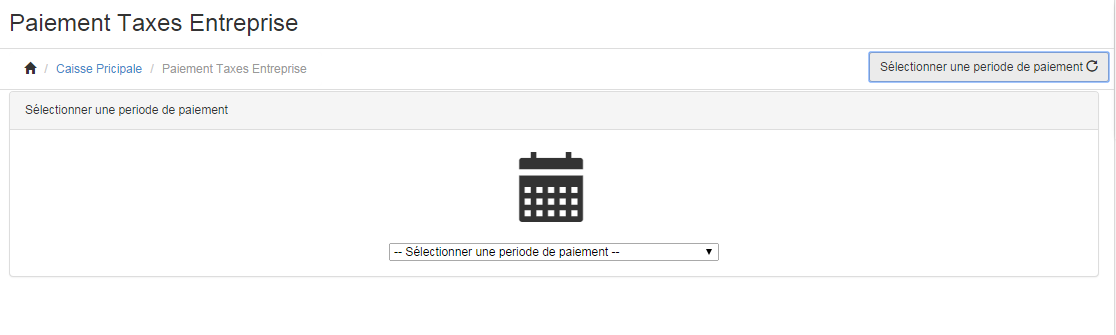 Paiement Taxes Entreprise
/ Caisse Pricipale / Paiement Taxes Entreprise
Sélectionner une periode de paiement
Sélectionner une periode de paiement
-- Sélectionner une periode de paiement --